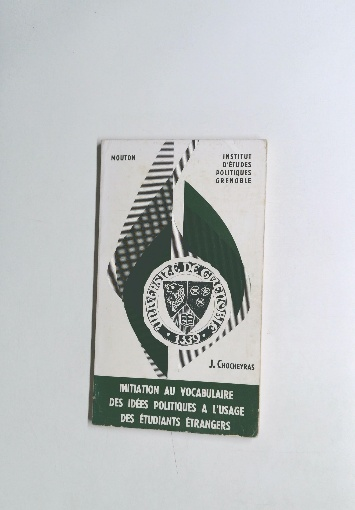 MOUTON
INSTITUT
D'ÉTUDES
POLITIQUES
GRENOBLE
UNIVERSITE DE GRENOBLE
1339
J. CHOCHEYRAS
INITIATION AU VOCABULAIRE
DES IDÉES POLITIQUES A L'USAGE
DES ÉTUDIANTS ÉTRANGERS